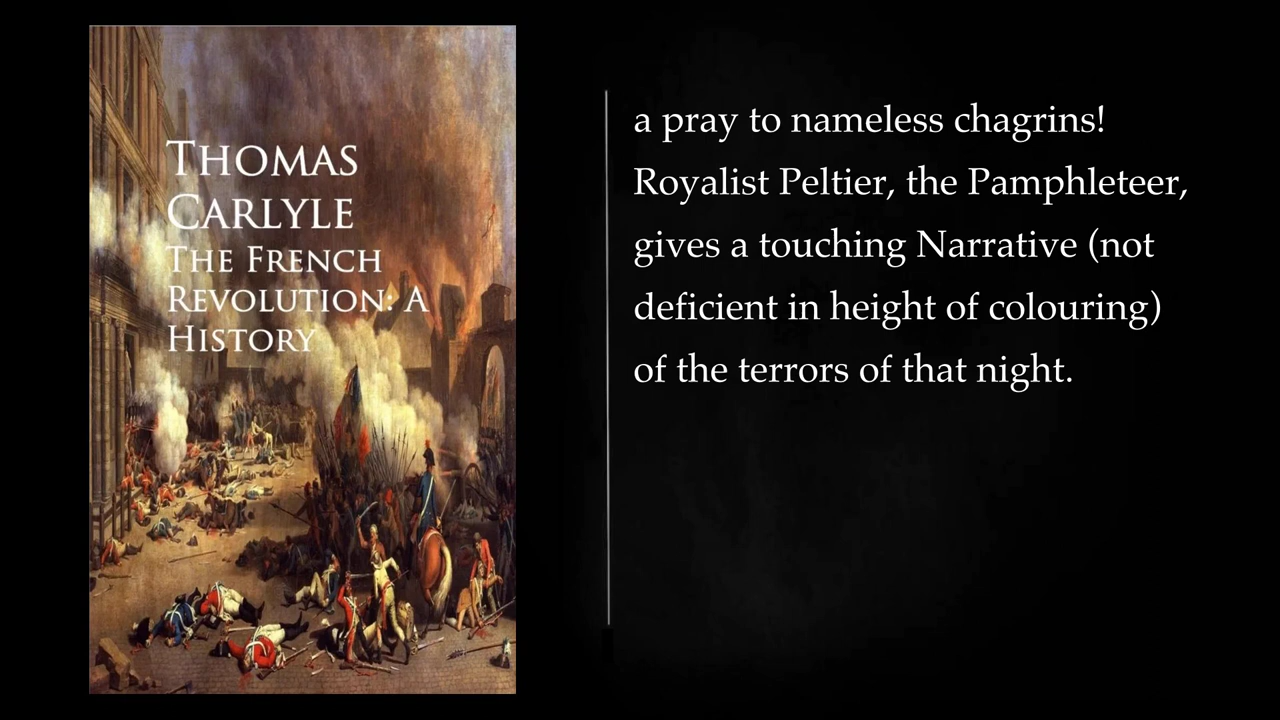 THOMAS
CARLYLE
THE FRENCH
REVOLUTION: A
HISTORY
a pray to nameless chagrins!
Royalist Peltier, the Pamphleteer,
gives a touching Narrative (not
deficient in height of colouring)
of the terrors of that night.